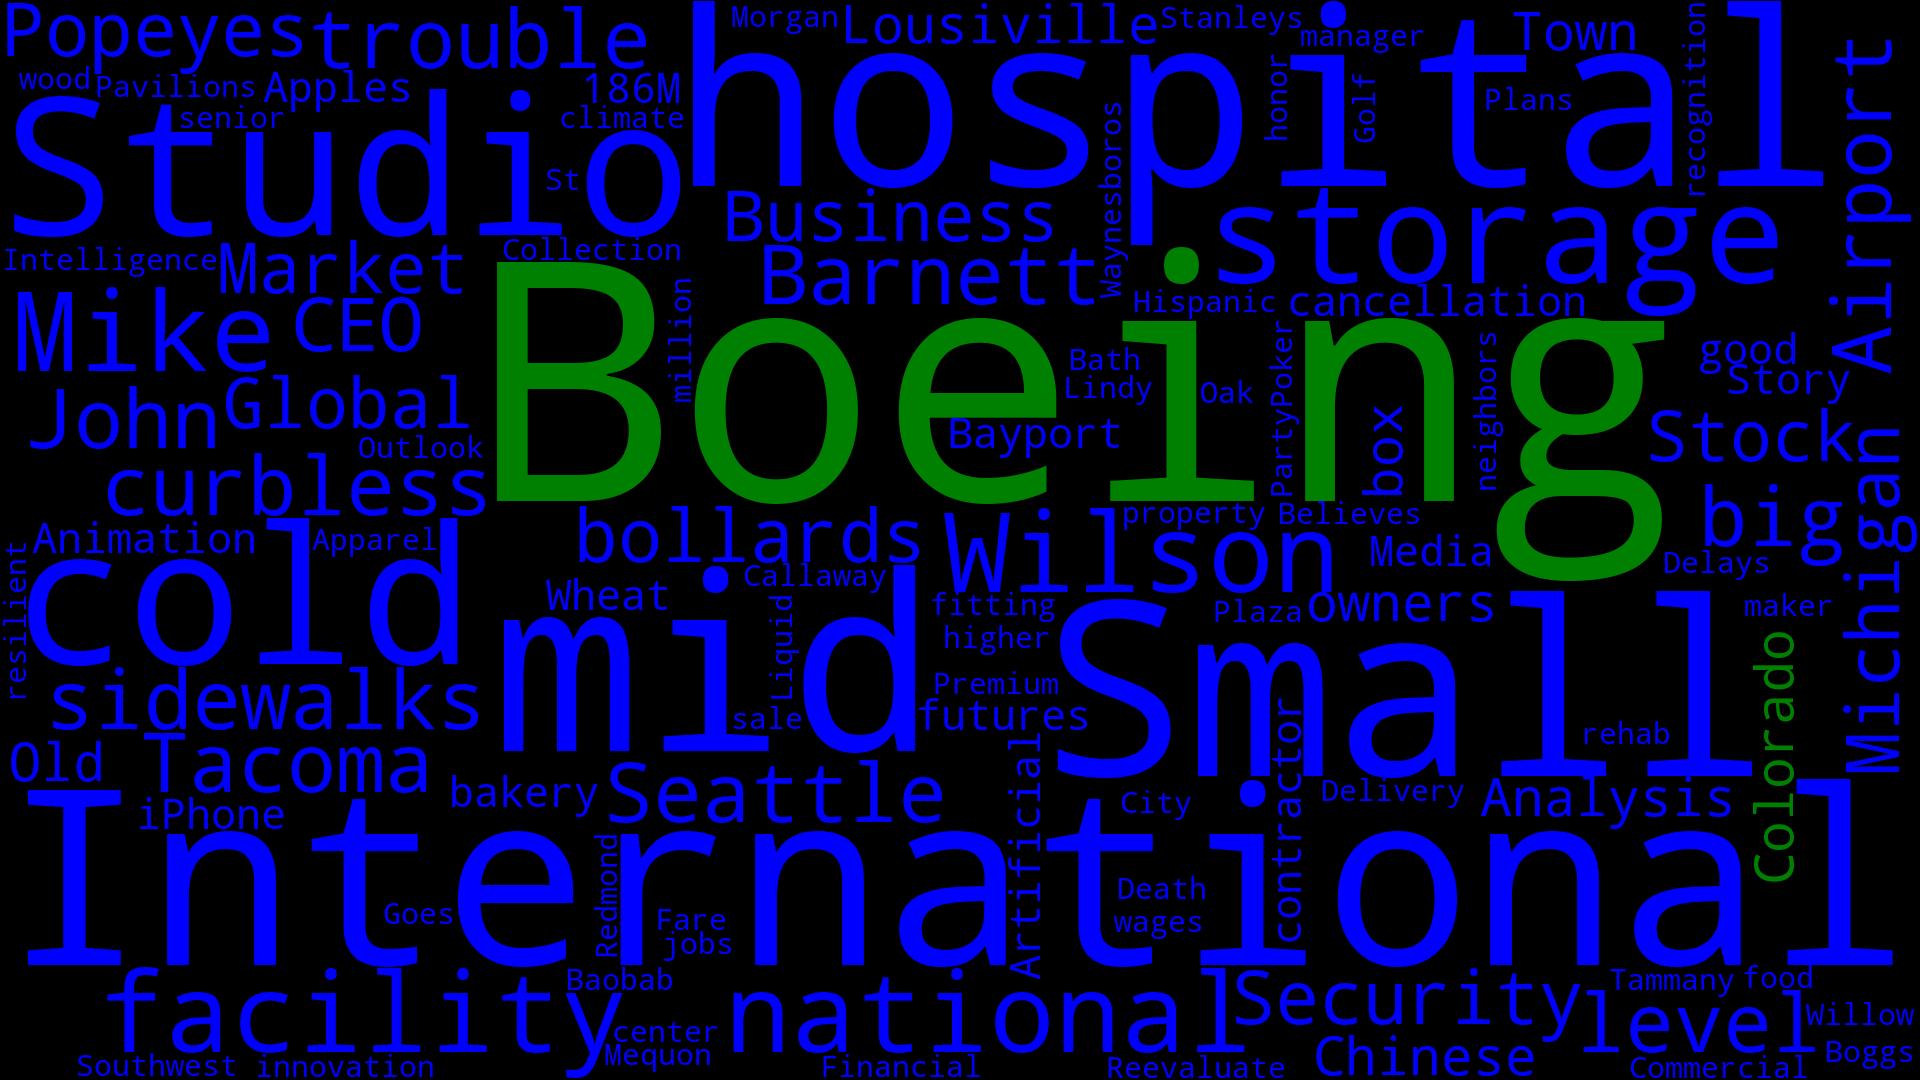 Popeyes
trouble
hospital
Morgan
Lousiville
Stanleys
manager
Town
recognition
Airport
wood
Pavilions
Apples
186M
honor
Golf
Plans
senior
climate
Studio
St
Waynesboros
Business
storage
Intelligence
Market
Collection
Barnett
Hispanic
cancellation
million
Mike
CEO
Boeing
Bath
Lindy
Oak
PartyPoker
box
neighbors
good
Story
John
Global
Outlook
Bayport
Stock
Michigan
curbless
bollards
Wilson
property
Believes
big
Animation
Apparel
Media
Delays
resilient
cold
Wheat
Callaway
Liquid
mid
fitting
higher
Small
Plaza
owners
maker
Colorado
sidewalks
sale
Premium
futures
contractor
rehab
Old
Tacoma
bakery
Seattle
Artificial
City
Delivery
Analysis
iPhone
International
Goes
Redmond
Fare
jobs
Death
wages
facility
Baobab
national
Security
Tammany
food
level
Willow
center
Mequon
Southwest
innovation
Financial
Reevaluate
Chinese
Commercial
Boggs